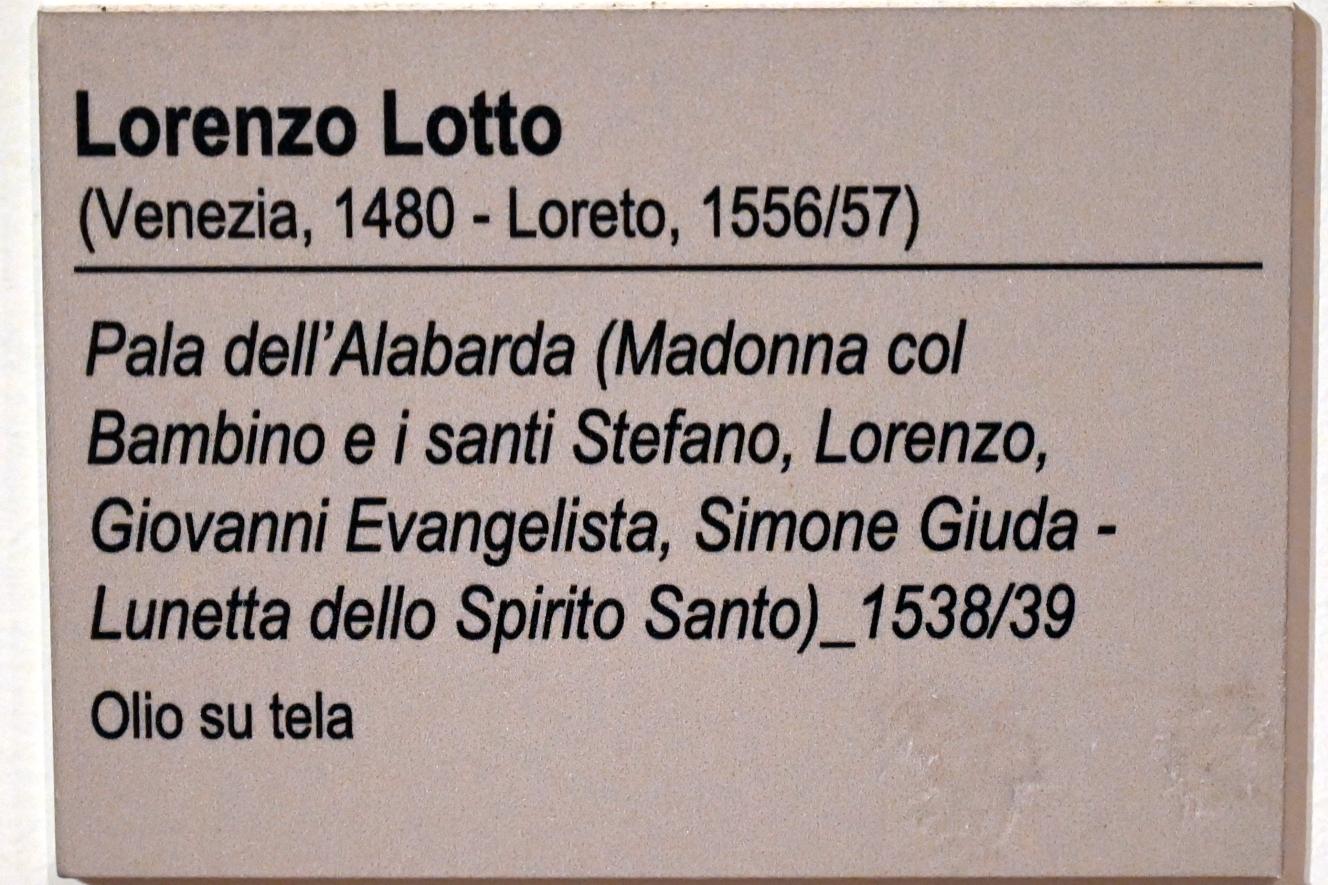 Lorenzo Lotto
(Venezia, 1480 - Loreto, 1556/57)
Pala dell’Alabarda (Madonna col
Bambino e i santi Stefano, Lorenzo,
Giovanni Evangelista, Simone Giuda -
Lunetta dello Spirito Santo)_1538/39
Olio su tela